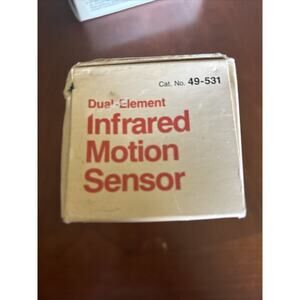 Cat. No. 49-531
Dual-Element
Infrared
Motion
Sensor